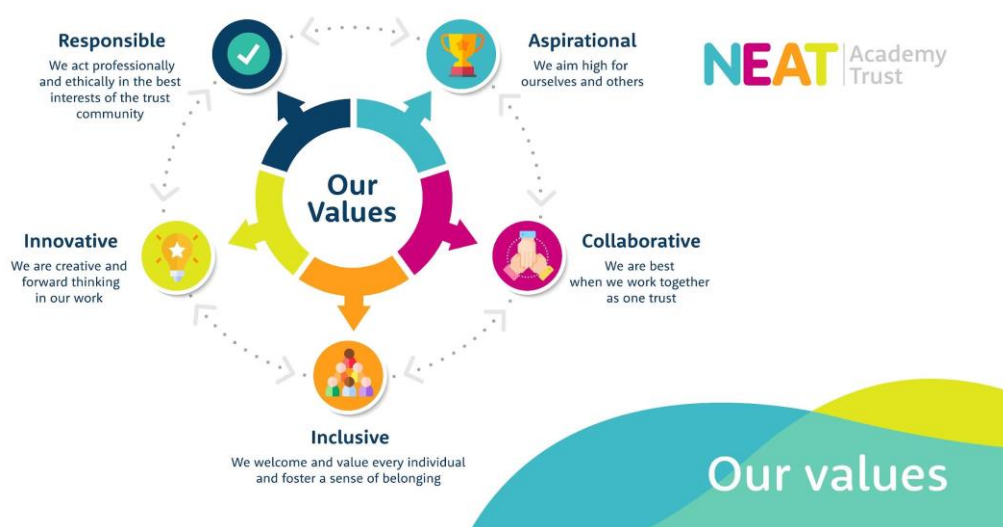 Responsible
We act professionally
and ethically in the best
interests of the trust
community
Aspirational
We aim high for
ourselves and others
NEAT
Academy
Trust
Our
Values
Innovative
We are creative and
forward thinking
in our work
Collaborative
We are best
when we work together
as one trust
Inclusive
We welcome and value every individual
and foster a sense of belonging
Our values